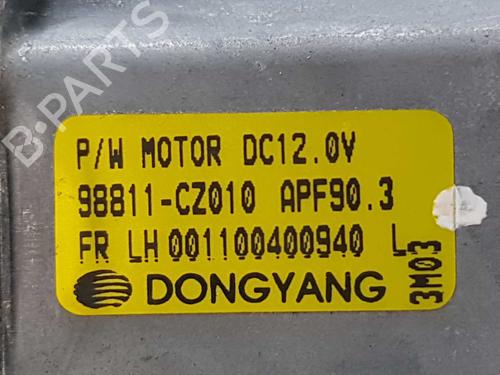 B-PARTS
P/W MOTOR DC12.0V
98811-CZ010 APF90.3
FR LH 001100400940 L
3M03
DONGYANG